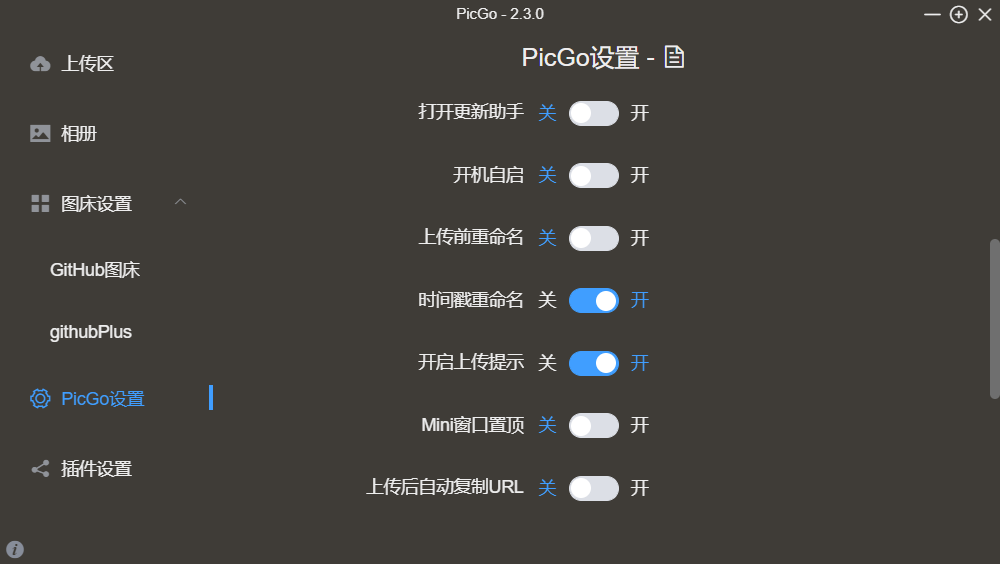 PicGo - 2.3.0
上传区
相册
图床设置
GitHub图床
githubPlus
PicGo设置
插件设置
PicGo设置 -
打开更新助手 关 开
开机自启 关 开
上传前重命名 关 开
时间戳重命名 关 开
开启上传提示 关 开
Mini窗口置顶 关 开
上传后自动复制URL 关 开